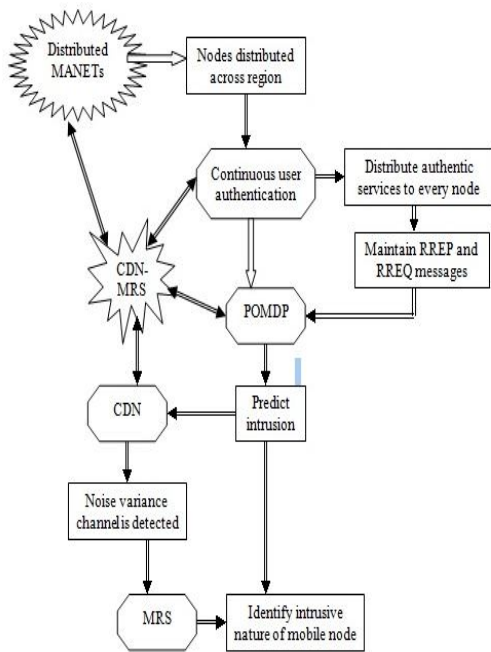 Distributed
MANETs
Nodes distributed
across region
Continuous user
authentication
Distribute authentic
services to every node
Maintain RREP and
RREQ messages
CDN-
MRS
POMDP
CDN
Predict
intrusion
Noise variance
channel is detected
MRS
Identify intrusive
nature of mobile node